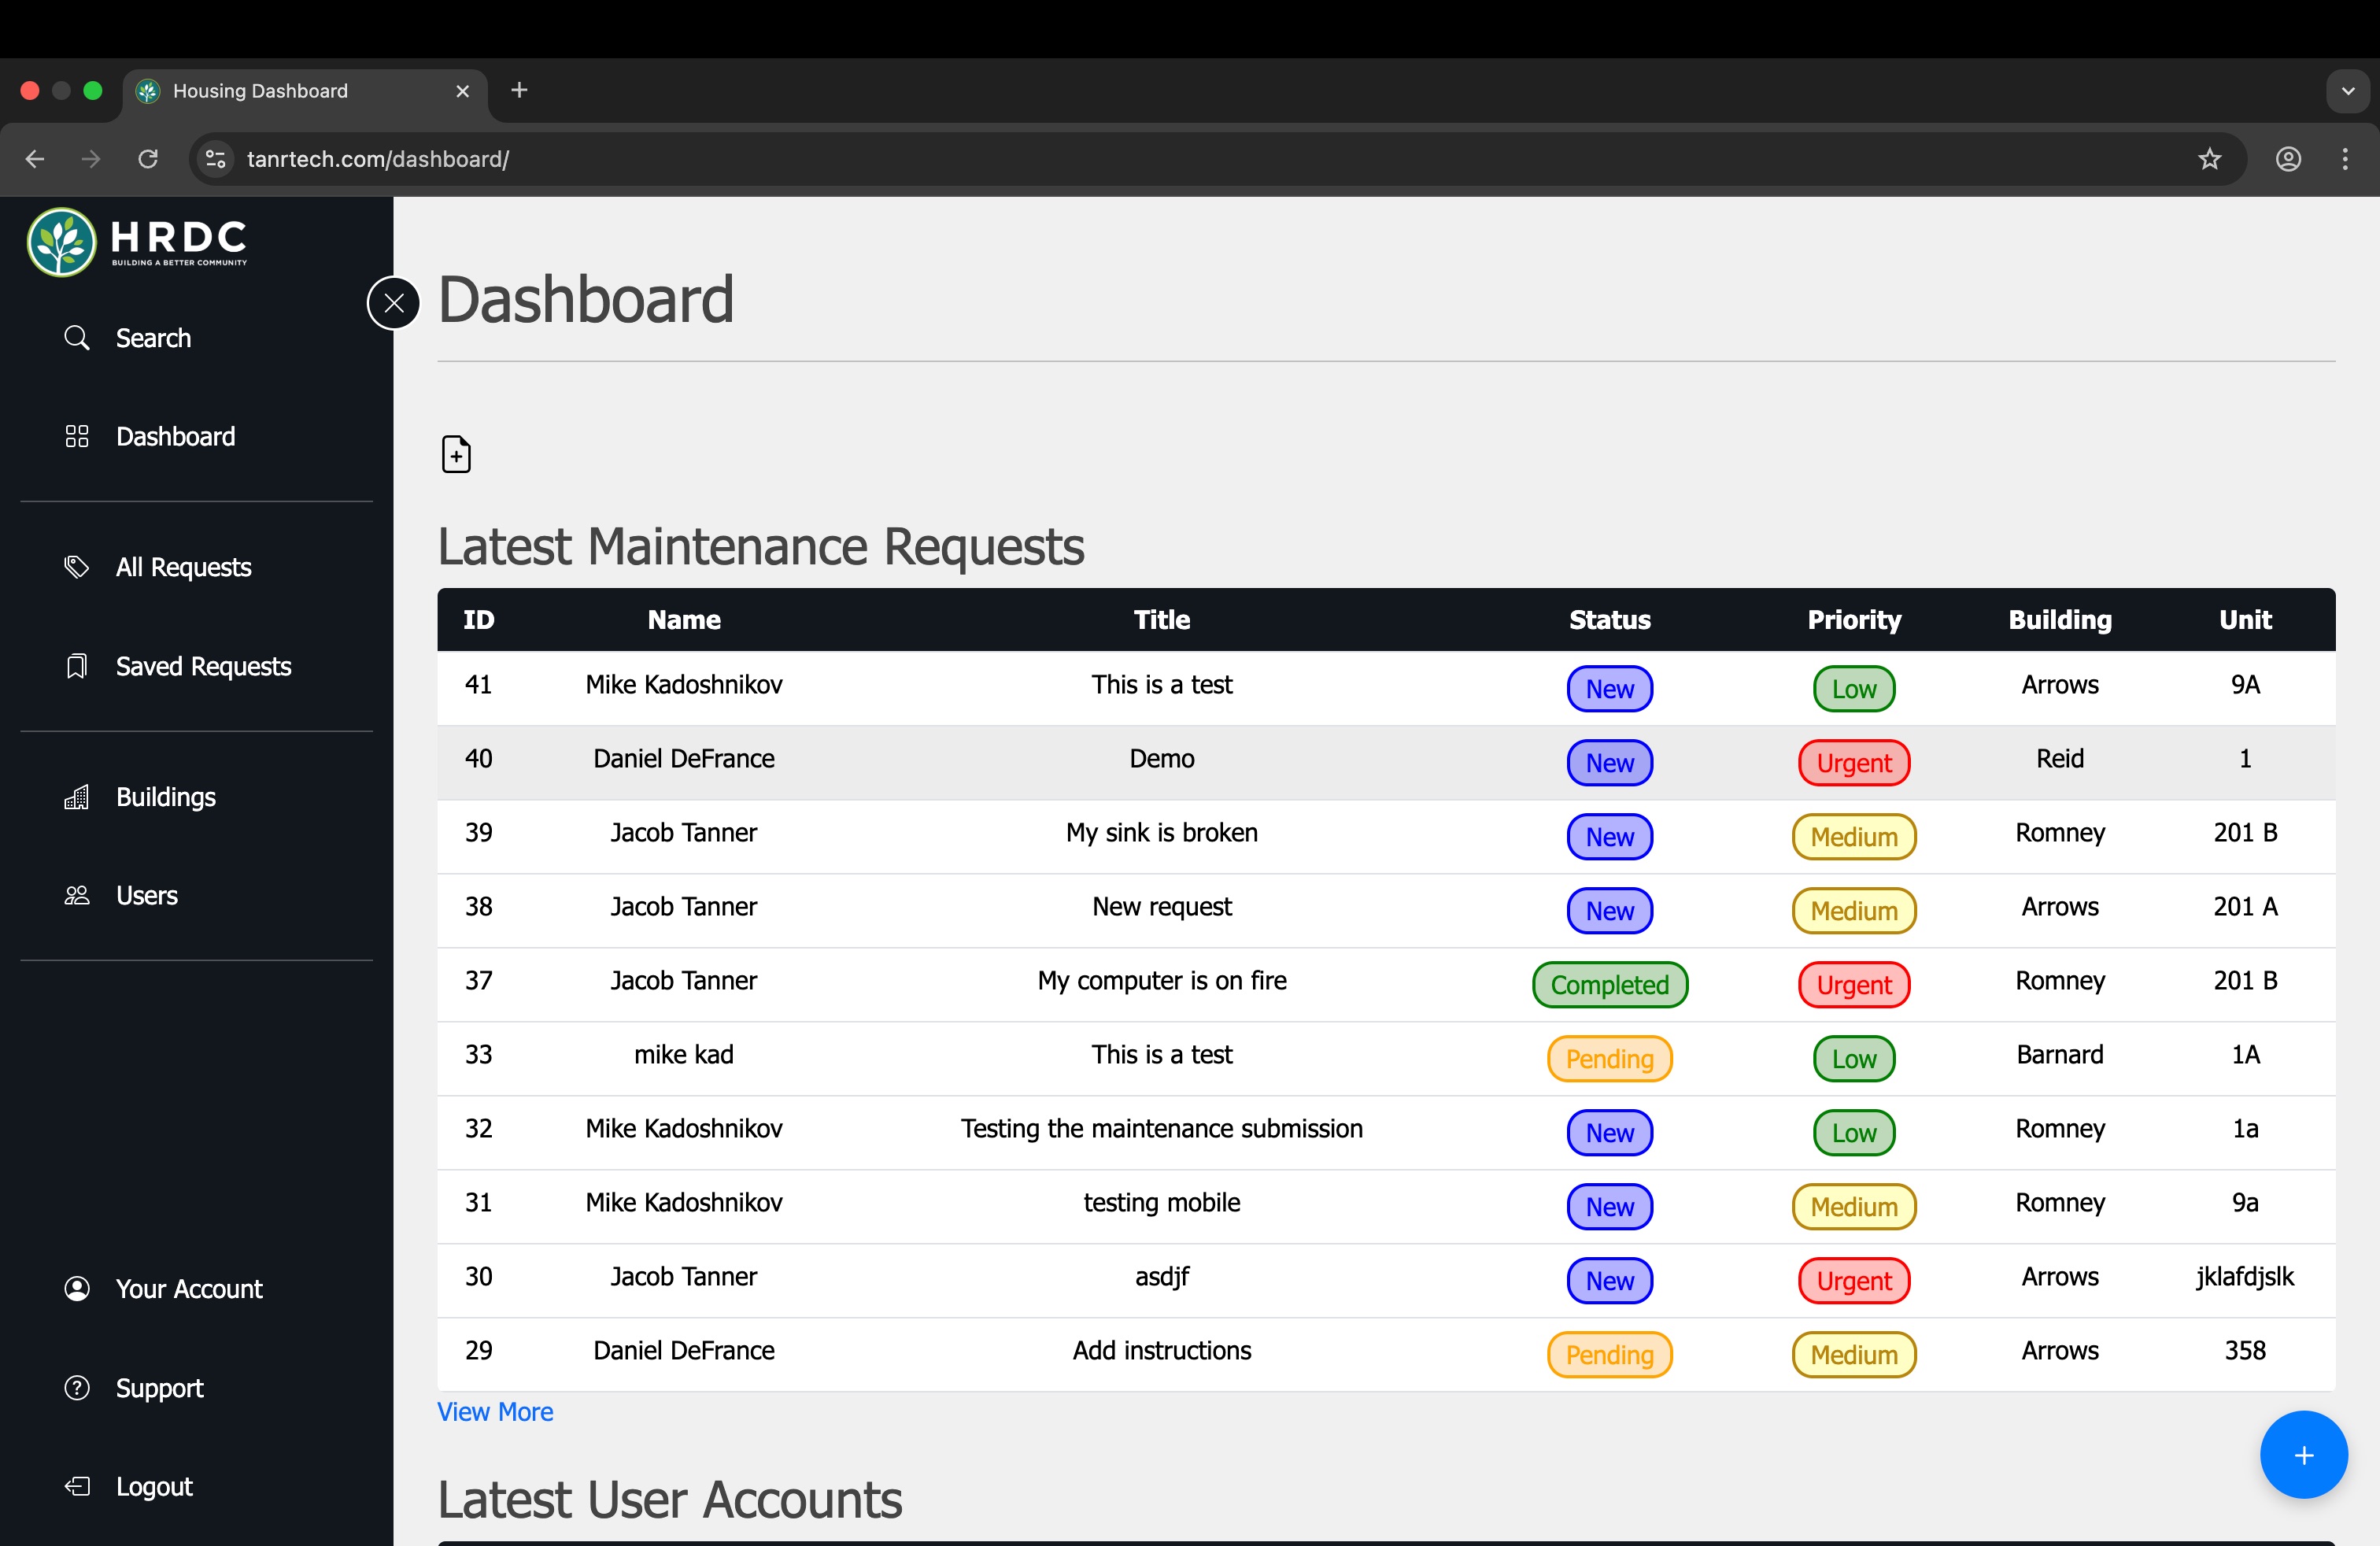 Housing Dashboard
tanrtech.com/dashboard/
HRDC
BUILDING A BETTER COMMUNITY
Search
Dashboard
All Requests
Saved Requests
Buildings
Users
Your Account
Support
Logout
Dashboard
Latest Maintenance Requests
ID Name Title Status Priority Building Unit
41 Mike Kadoshnikov This is a test New Low Arrows 9A
40 Daniel DeFrance Demo New Urgent Reid 1
39 Jacob Tanner My sink is broken New Medium Romney 201 B
38 Jacob Tanner New request New Medium Arrows 201 A
37 Jacob Tanner My computer is on fire Completed Urgent Romney 201 B
33 mike kad This is a test Pending Low Barnard 1A
32 Mike Kadoshnikov Testing the maintenance submission New Low Romney 1a
31 Mike Kadoshnikov testing mobile New Medium Romney 9a
30 Jacob Tanner asdjf New Urgent Arrows jklafdjslk
29 Daniel DeFrance Add instructions Pending Medium Arrows 358
View More
Latest User Accounts